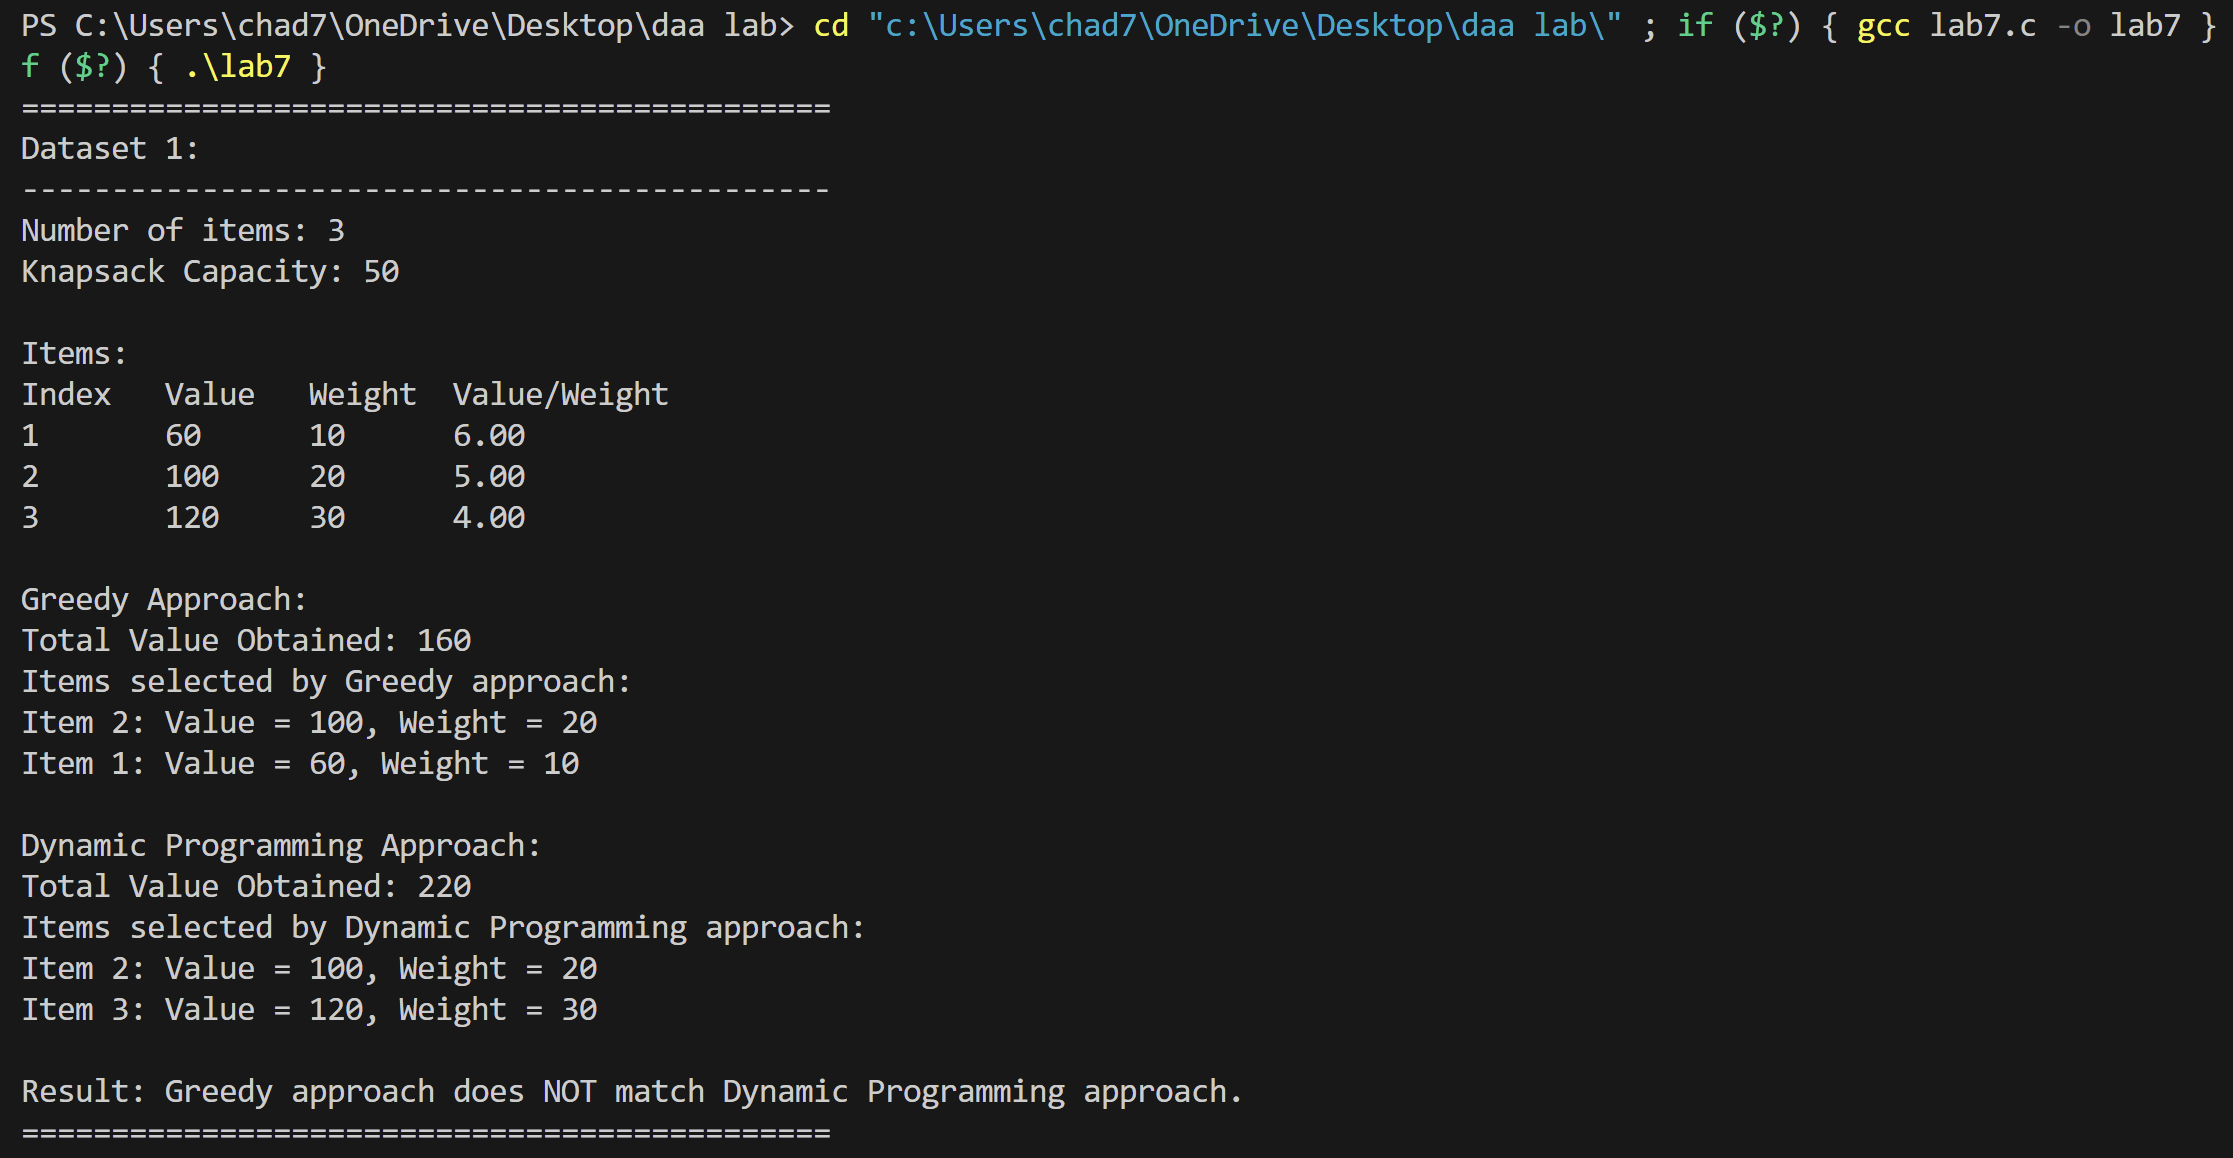 PS C:\Users\chad7\OneDrive\Desktop\daa lab> cd "c:\Users\chad7\OneDrive\Desktop\daa lab\" ; if ($?) { gcc lab7.c -o lab7 }
f ($?) { .\lab7 }
=============================================
Dataset 1:
---------------------------------------------
Number of items: 3
Knapsack Capacity: 50
Items:
Index   Value   Weight  Value/Weight
1       60      10      6.00
2       100     20      5.00
3       120     30      4.00
Greedy Approach:
Total Value Obtained: 160
Items selected by Greedy approach:
Item 2: Value = 100, Weight = 20
Item 1: Value = 60, Weight = 10
Dynamic Programming Approach:
Total Value Obtained: 220
Items selected by Dynamic Programming approach:
Item 2: Value = 100, Weight = 20
Item 3: Value = 120, Weight = 30
Result: Greedy approach does NOT match Dynamic Programming approach.
=============================================